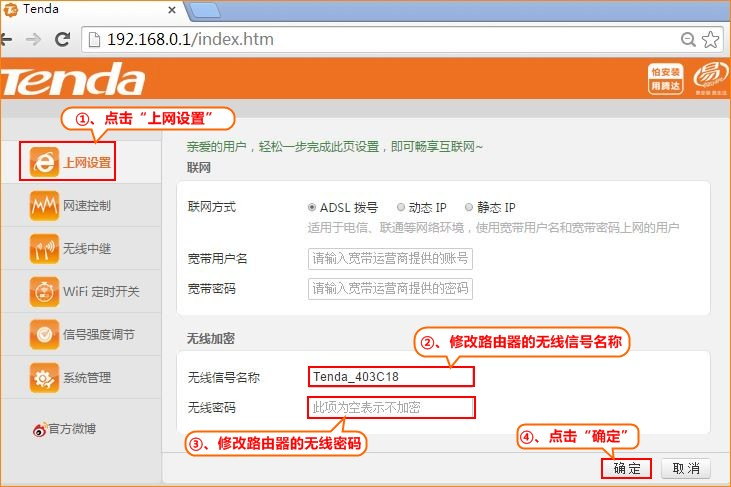 Tenda
192.168.0.1/index.htm
Tenda
怕安装
用腾达
易
①、点击“上网设置”
上网设置
网速控制
无线中继
WiFi 定时开关
信号强度调节
系统管理
官方微博
亲爱的用户，轻松一步完成此页设置，即可畅享互联网~
联网
联网方式 ADSL 拨号 动态 IP 静态 IP
适用于电信、联通等网络环境，使用宽带用户名和宽带密码上网的用户
宽带用户名 请输入宽带运营商提供的账号
宽带密码 请输入宽带运营商提供的密码
无线加密
②、修改路由器的无线信号名称
无线信号名称 Tenda_403C18
无线密码 此项为空表示不加密
③、修改路由器的无线密码
④、点击“确定”
确定 取消